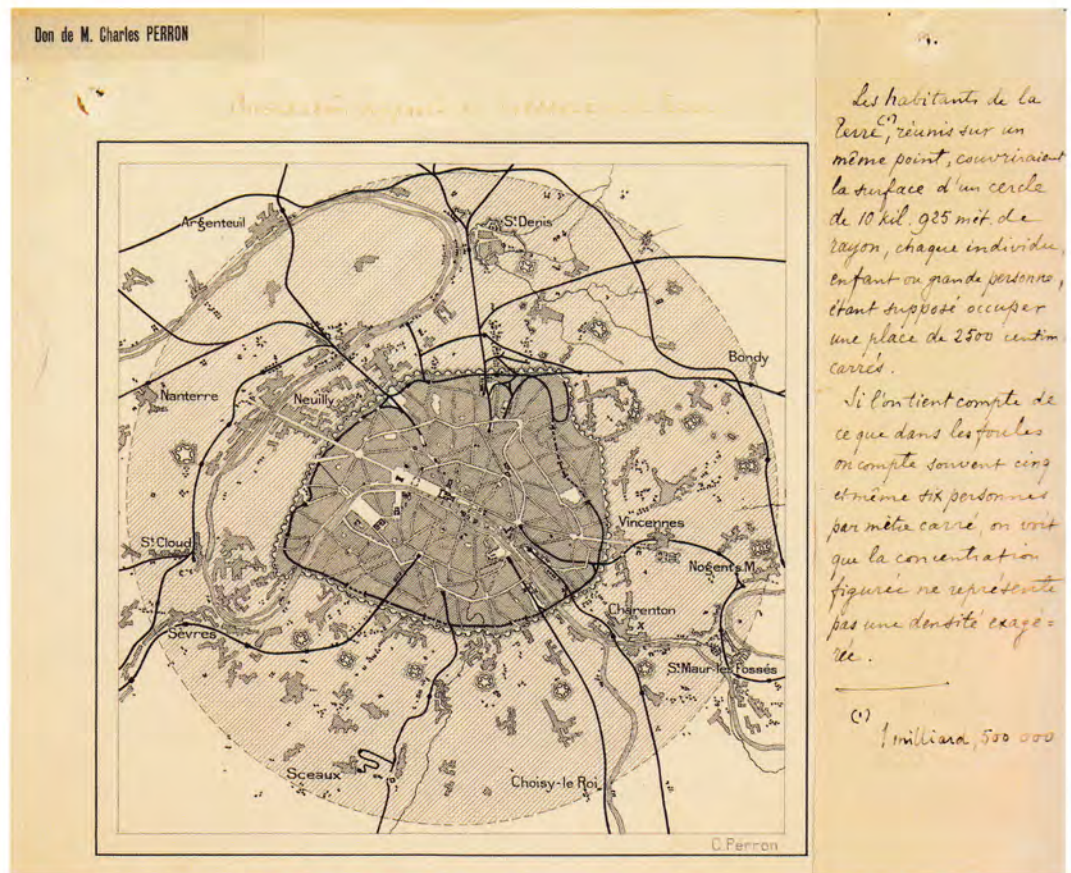 Don de M. Charles PERRON
Argenteuil
St Denis
Bondy
Nanterre
Neuilly
St Cloud
Vincennes
Nogent s. M.
Charenton
Sèvres
St Maur-les-Fossés
Sceaux
Choisy-le Roi
C. Perron
Les habitants de la
Terre (1), réunis sur un
même point, couvriraient
la surface d'un cercle
de 10 kil. 925 mèt. de
rayon, chaque individu,
enfant ou grande personne,
étant supposé occuper
une place de 2500 centim.
carrés.
Si l'on tient compte de
ce que dans les foules
on compte souvent cinq
et même six personnes
par mètre carré, on voit
que la concentration
figurée ne représente
pas une densité exagé=
rée.
(1)
1 milliard, 500 000